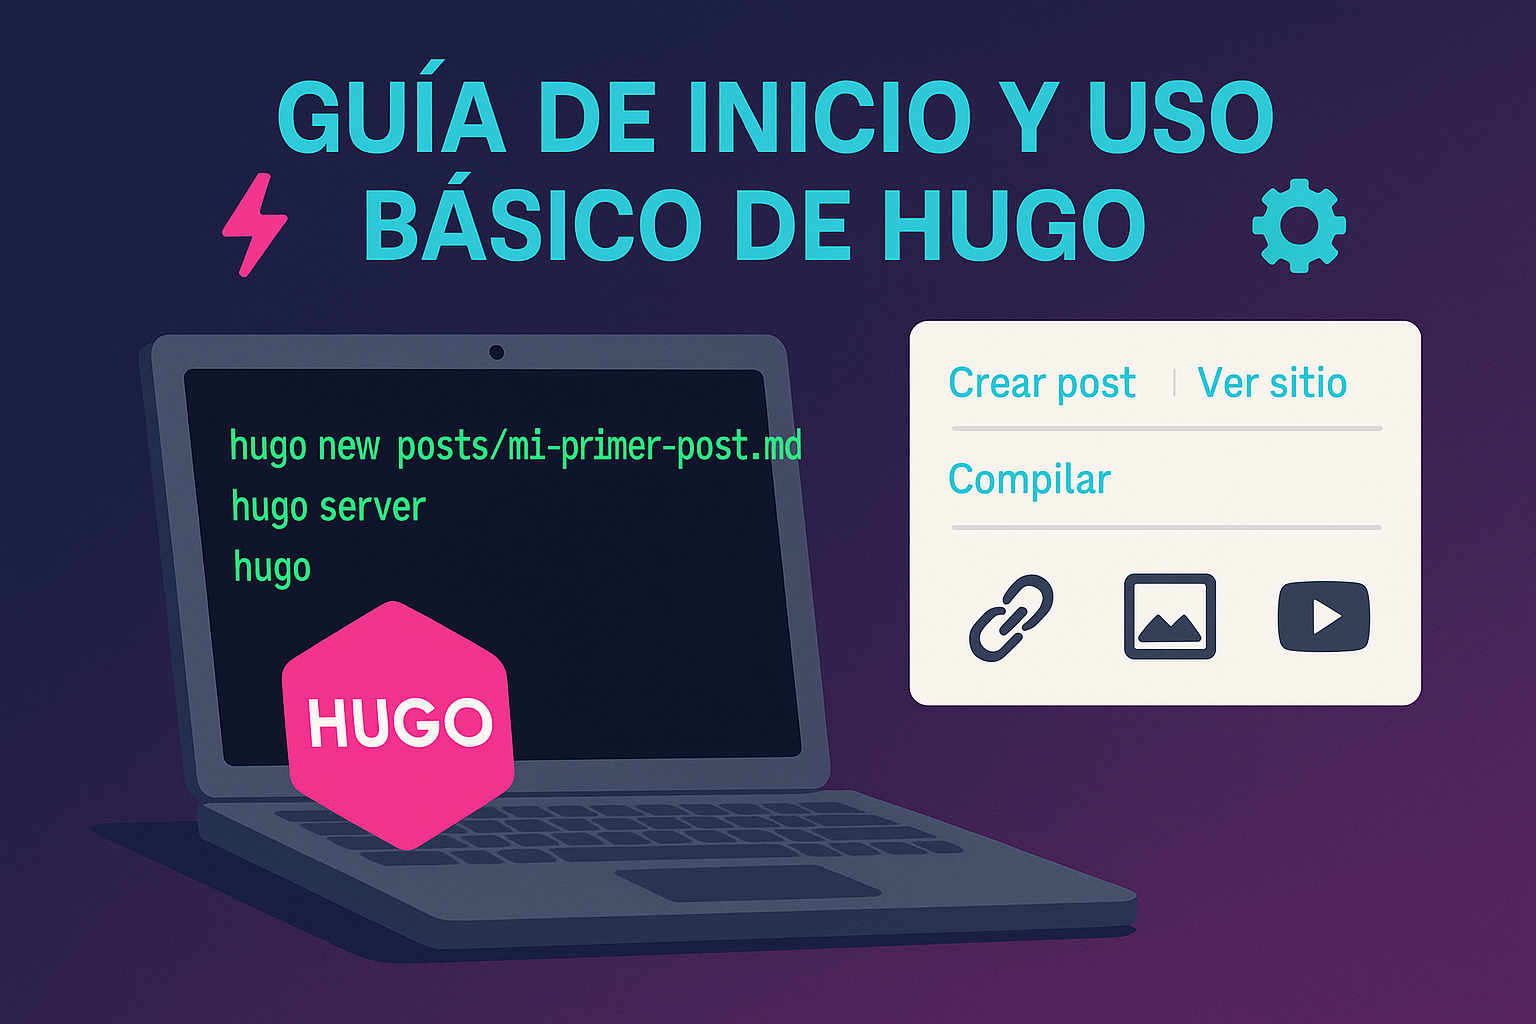 GUÍA DE INICIO Y USO
BÁSICO DE HUGO
hugo new posts/mi-primer-post.md
hugo server
hugo
HUGO
Crear post | Ver sitio
Compilar